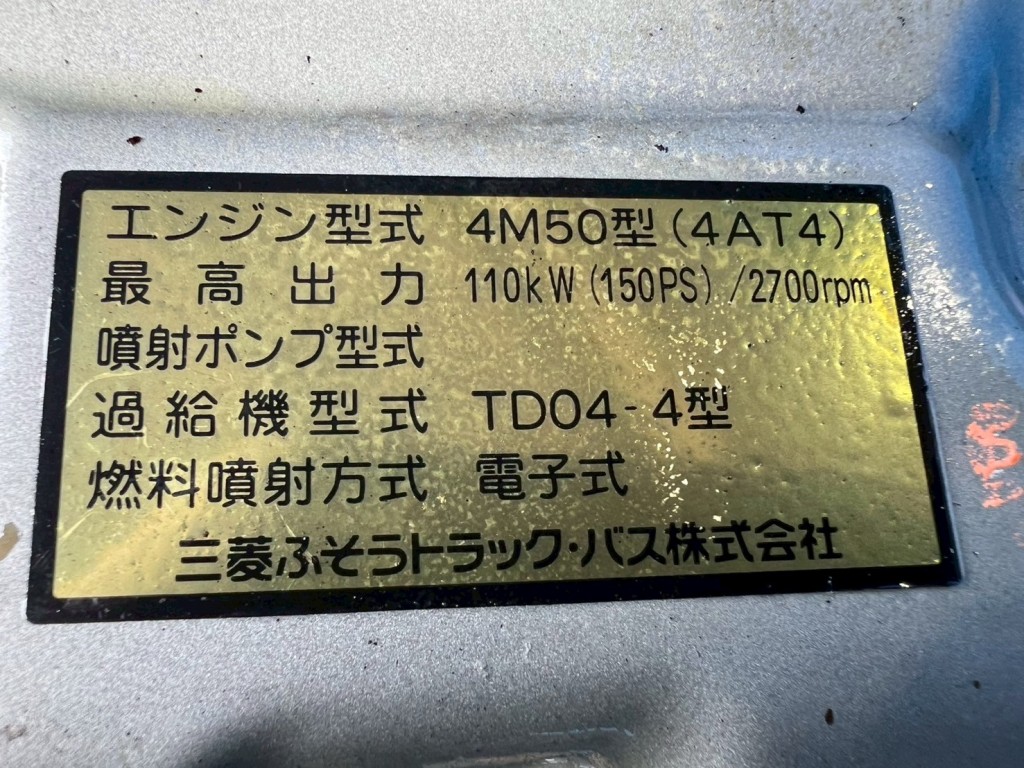 エンジン型式 4M50型(4AT4)
最高出力 110kW(150PS)/2700rpm
噴射ポンプ型式
過給機型式 TD04-4型
燃料噴射方式 電子式
三菱ふそうトラック・バス株式会社